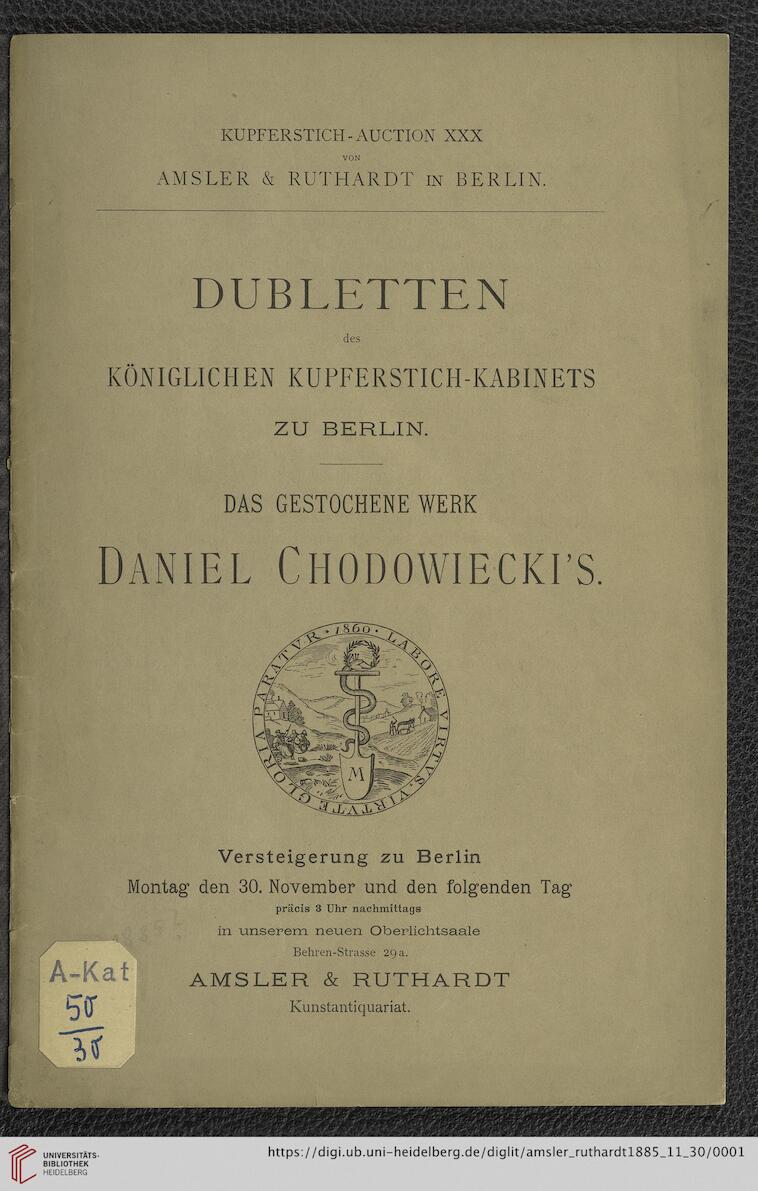 KUPFERSTICH-AUCTION XXX
VON
AMSLER & RUTHARDT IN BERLIN.
DUBLETTEN
des
KÖNIGLICHEN KUPFERSTICH-KABINETS
ZU BERLIN.
DAS GESTOCHENE WERK
DANIEL CHODOWIECKI'S.
GLORIA PARATVR · 1860 · LABORE VIRTVS · VIRTVTE
M
Versteigerung zu Berlin
Montag den 30. November und den folgenden Tag
präcis 3 Uhr nachmittags
in unserem neuen Oberlichtsaale
Behren-Strasse 29a.
AMSLER & RUTHARDT
Kunstantiquariat.
A-Kat
50
30
UNIVERSITÄTS-
BIBLIOTHEK
HEIDELBERG
https://digi.ub.uni-heidelberg.de/diglit/amsler_ruthardt1885_11_30/0001